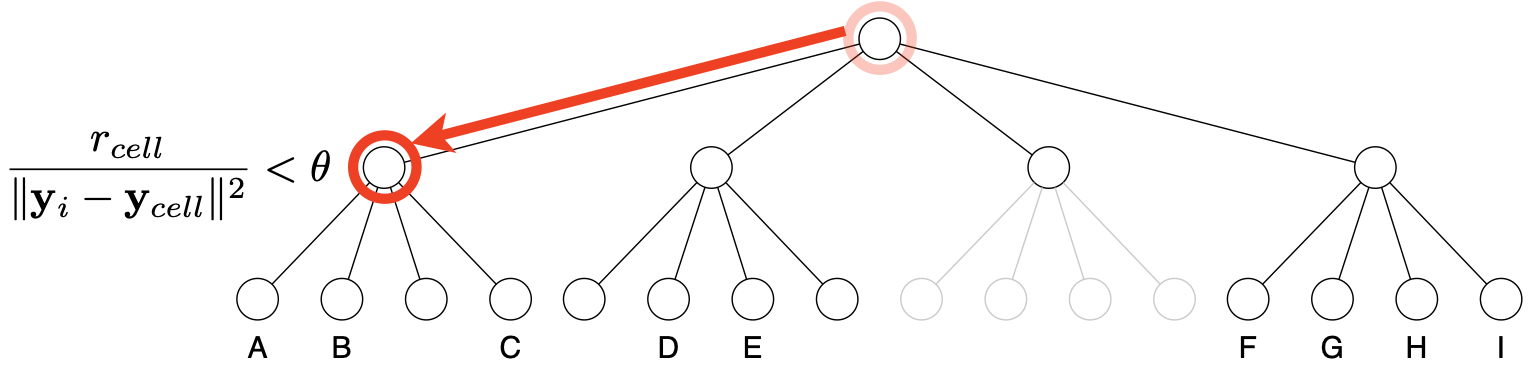 r_cell / ‖y_i − y_cell‖² < θ
A B C D E F G H I